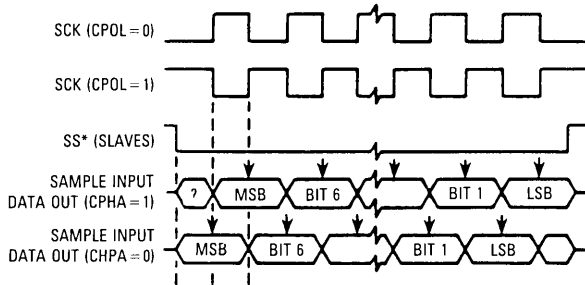 SCK (CPOL = 0)
SCK (CPOL = 1)
SS* (SLAVES)
SAMPLE INPUT
DATA OUT (CPHA = 1)
? MSB BIT 6 BIT 1 LSB
SAMPLE INPUT
DATA OUT (CHPA = 0)
MSB BIT 6 BIT 1 LSB